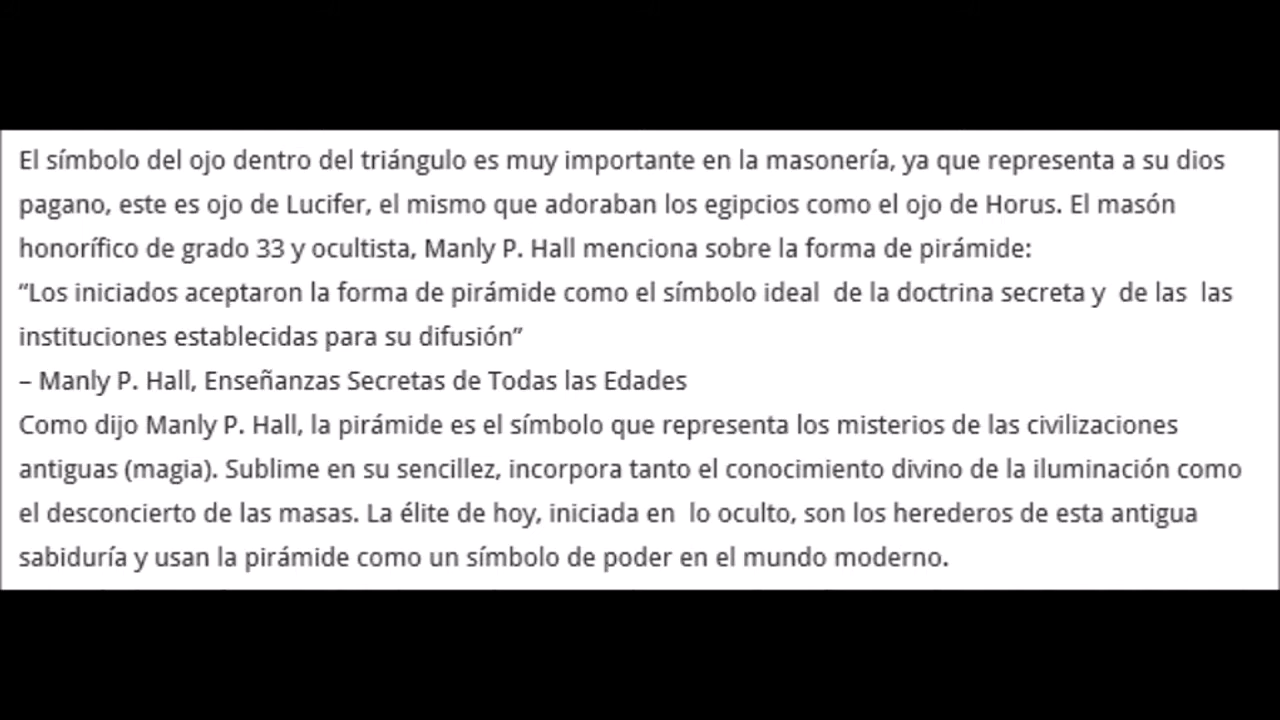 El símbolo del ojo dentro del triángulo es muy importante en la masonería, ya que representa a su dios
pagano, este es ojo de Lucifer, el mismo que adoraban los egipcios como el ojo de Horus. El masón
honorífico de grado 33 y ocultista, Manly P. Hall menciona sobre la forma de pirámide:
“Los iniciados aceptaron la forma de pirámide como el símbolo ideal  de la doctrina secreta y  de las  las
instituciones establecidas para su difusión”
– Manly P. Hall, Enseñanzas Secretas de Todas las Edades
Como dijo Manly P. Hall, la pirámide es el símbolo que representa los misterios de las civilizaciones
antiguas (magia). Sublime en su sencillez, incorpora tanto el conocimiento divino de la iluminación como
el desconcierto de las masas. La élite de hoy, iniciada en  lo oculto, son los herederos de esta antigua
sabiduría y usan la pirámide como un símbolo de poder en el mundo moderno.